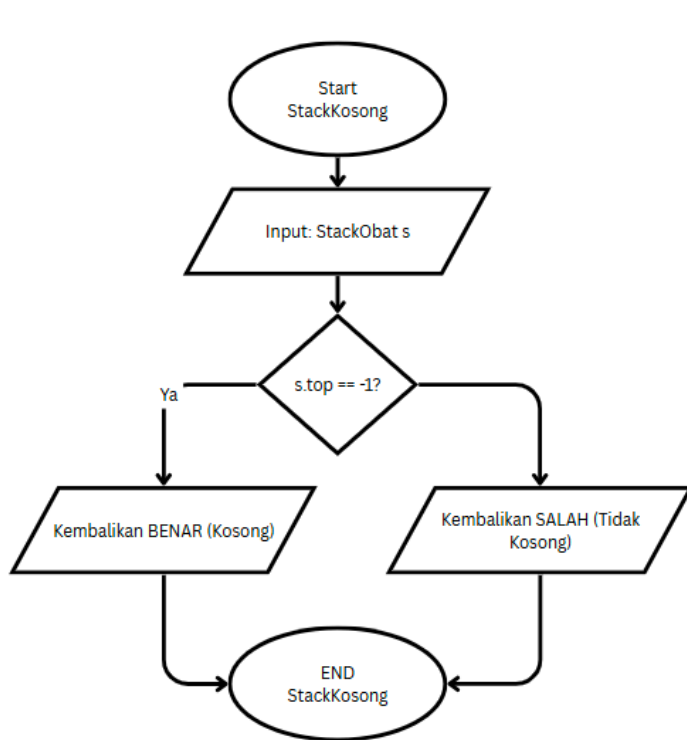 Start
StackKosong
Input: StackObat s
s.top == -1?
Ya
Kembalikan BENAR (Kosong)
Kembalikan SALAH (Tidak
Kosong)
END
StackKosong